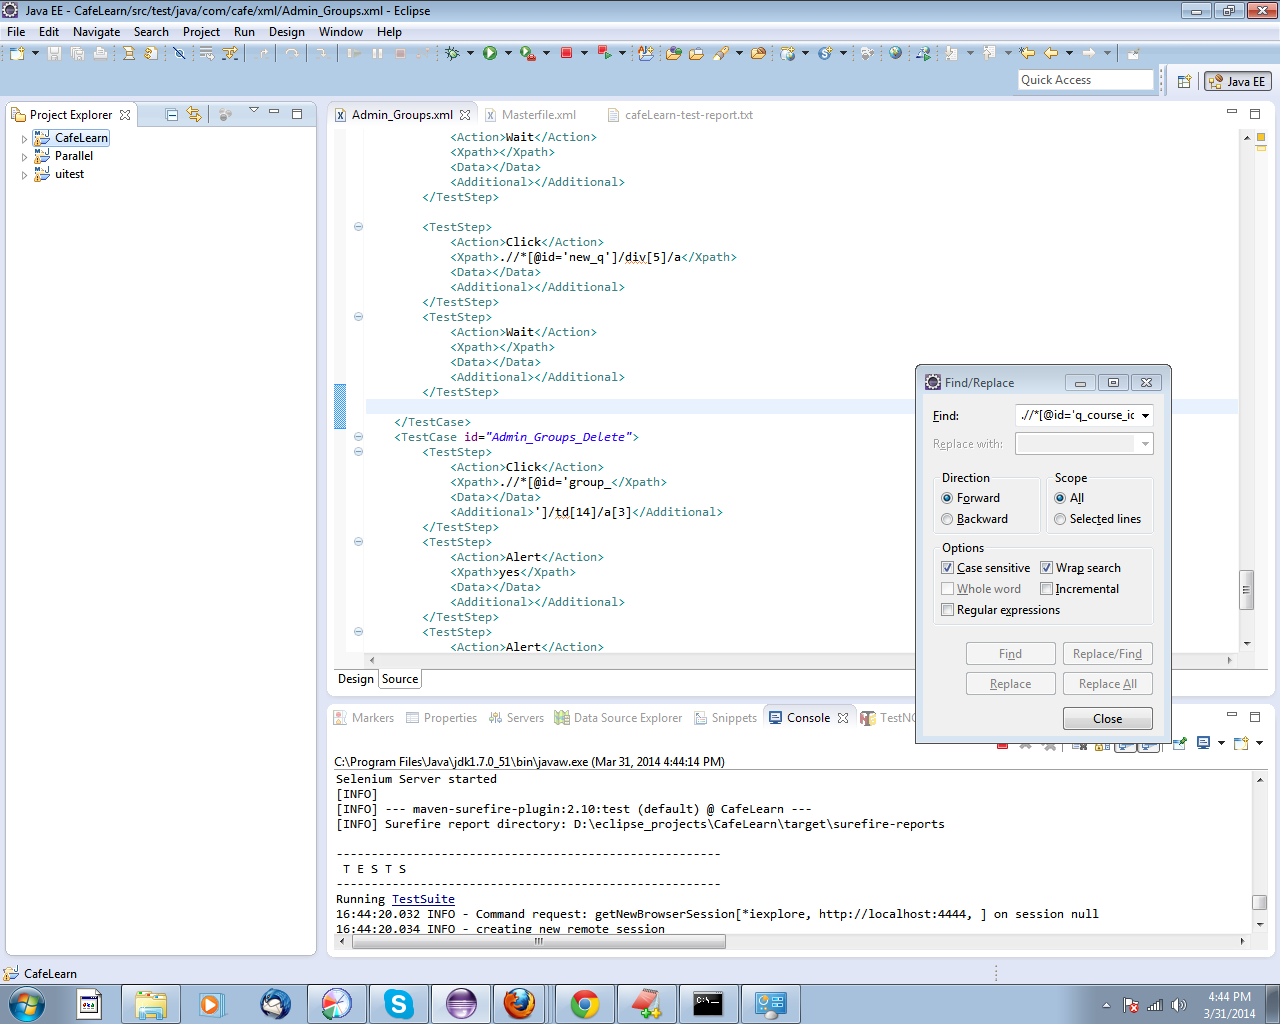 Java EE - CafeLearn/src/test/java/com/cafe/xml/Admin_Groups.xml - Eclipse
File Edit Navigate Search Project Run Design Window Help
Quick Access
Java EE
Project Explorer
CafeLearn
Parallel
uitest
Admin_Groups.xml Masterfile.xml cafeLearn-test-report.txt
<Action>Wait</Action>
<Xpath></Xpath>
<Data></Data>
<Additional></Additional>
</TestStep>
<TestStep>
<Action>Click</Action>
<Xpath>.//*[@id='new_q']/div[5]/a</Xpath>
<Data></Data>
<Additional></Additional>
</TestStep>
<TestStep>
<Action>Wait</Action>
<Xpath></Xpath>
<Data></Data>
<Additional></Additional>
</TestStep>
</TestCase>
<TestCase id="Admin_Groups_Delete">
<TestStep>
<Action>Click</Action>
<Xpath>.//*[@id='group_</Xpath>
<Data></Data>
<Additional>']/td[14]/a[3]</Additional>
</TestStep>
<TestStep>
<Action>Alert</Action>
<Xpath>yes</Xpath>
<Data></Data>
<Additional></Additional>
</TestStep>
<TestStep>
<Action>Alert</Action>
Design Source
Find/Replace
Find: .//*[@id='q_course_ic
Replace with:
Direction Scope
Forward All
Backward Selected lines
Options
Case sensitive Wrap search
Whole word Incremental
Regular expressions
Find Replace/Find
Replace Replace All
Close
Markers Properties Servers Data Source Explorer Snippets Console TestNG
C:\Program Files\Java\jdk1.7.0_51\bin\javaw.exe (Mar 31, 2014 4:44:14 PM)
Selenium Server started
[INFO]
[INFO] --- maven-surefire-plugin:2.10:test (default) @ CafeLearn ---
[INFO] Surefire report directory: D:\eclipse_projects\CafeLearn\target\surefire-reports
-------------------------------------------------------
T E S T S
-------------------------------------------------------
Running TestSuite
16:44:20.032 INFO - Command request: getNewBrowserSession[*iexplore, http://localhost:4444, ] on session null
16:44:20.034 INFO - creating new remote session
CafeLearn
4:44 PM
3/31/2014